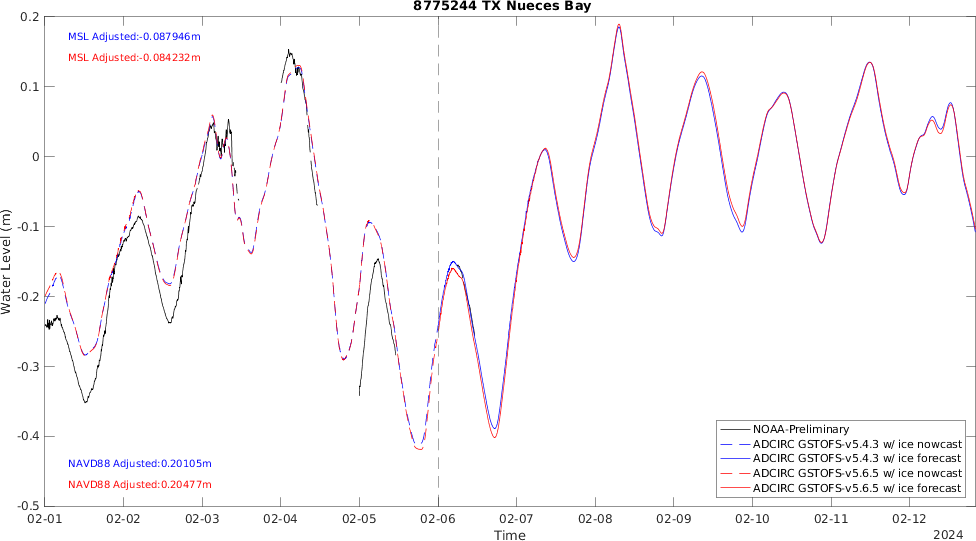 8775244 TX Nueces Bay
MSL Adjusted:-0.087946m
MSL Adjusted:-0.084232m
0.2
0.1
0
-0.1
-0.2
-0.3
-0.4
-0.5
Water Level (m)
NAVD88 Adjusted:0.20105m
NAVD88 Adjusted:0.20477m
NOAA-Preliminary
ADCIRC GSTOFS-v5.4.3 w/ ice nowcast
ADCIRC GSTOFS-v5.4.3 w/ ice forecast
ADCIRC GSTOFS-v5.6.5 w/ ice nowcast
ADCIRC GSTOFS-v5.6.5 w/ ice forecast
02-01 02-02 02-03 02-04 02-05 02-06 02-07 02-08 02-09 02-10 02-11 02-12
Time
2024